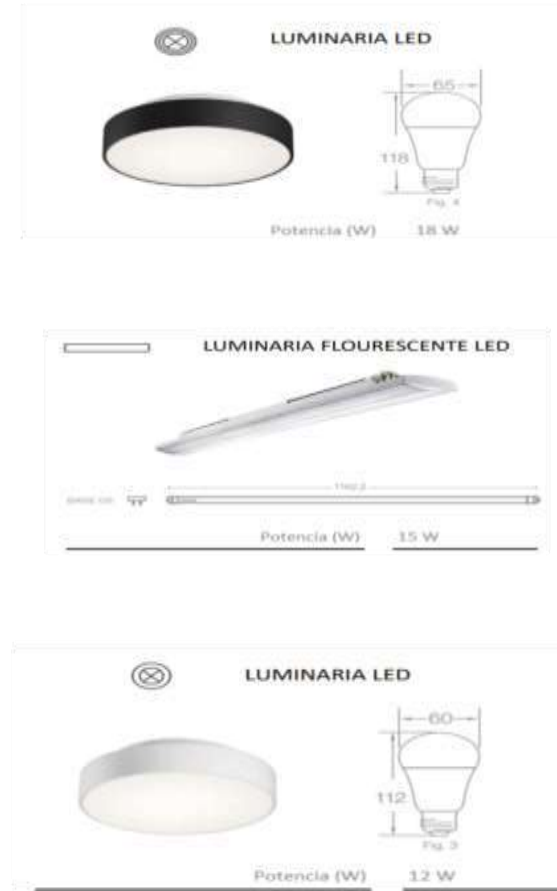 LUMINARIA LED
65
118
Fig. 4
Potencia (W) 18 W
LUMINARIA FLOURESCENTE LED
Potencia (W) 15 W
LUMINARIA LED
60
112
Fig. 3
Potencia (W) 12 W